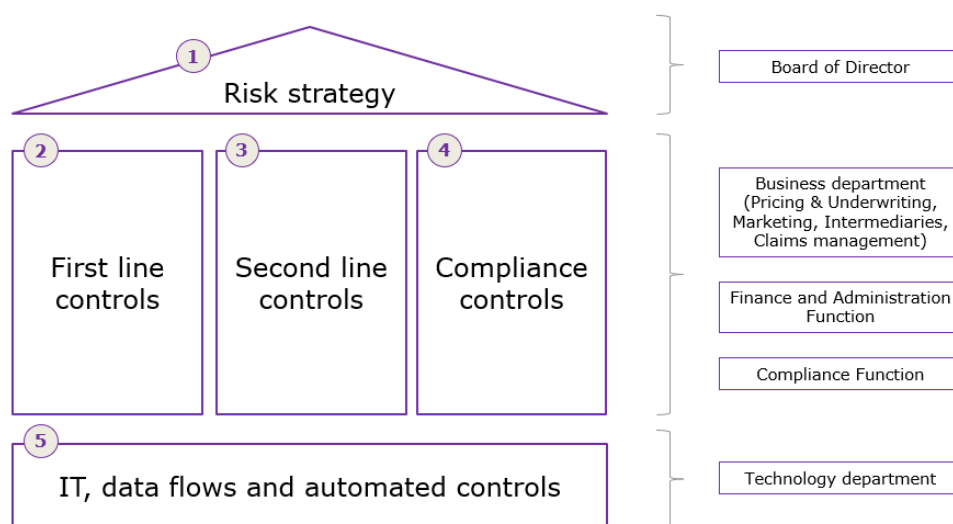 1
Risk strategy
Board of Director
2
First line
controls
3
Second line
controls
4
Compliance
controls
Business department
(Pricing & Underwriting,
Marketing, Intermediaries,
Claims management)
Finance and Administration
Function
Compliance Function
5
IT, data flows and automated controls
Technology department